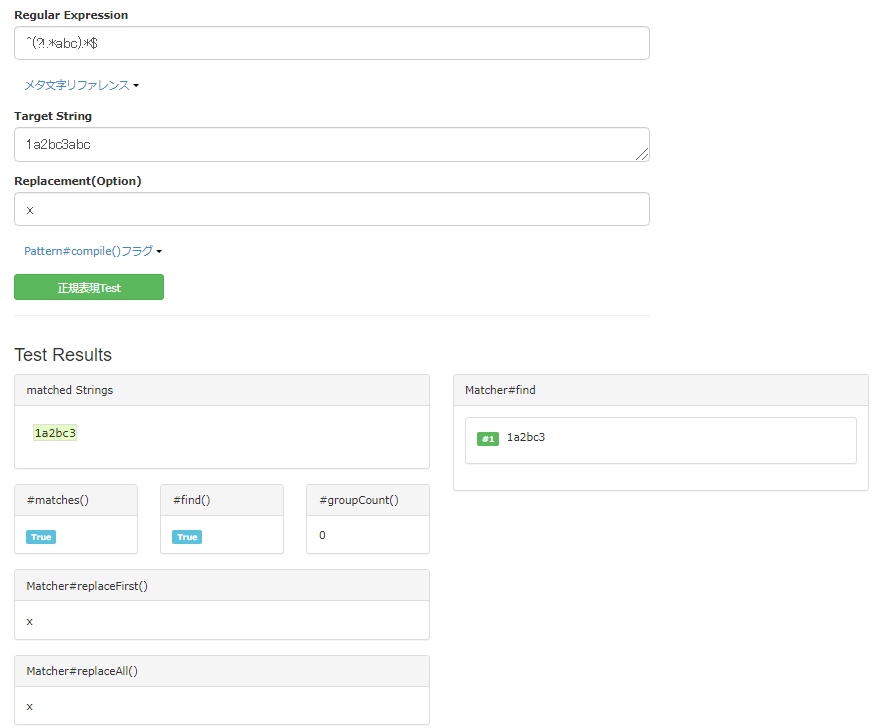 Regular Expression
^(?!.*abc).*$
メタ文字リファレンス
Target String
1a2bc3abc
Replacement(Option)
x
Pattern#compile()フラグ
正規表現Test
Test Results
matched Strings
1a2bc3
Matcher#find
#1 1a2bc3
#matches()
True
#find()
True
#groupCount()
0
Matcher#replaceFirst()
x
Matcher#replaceAll()
x